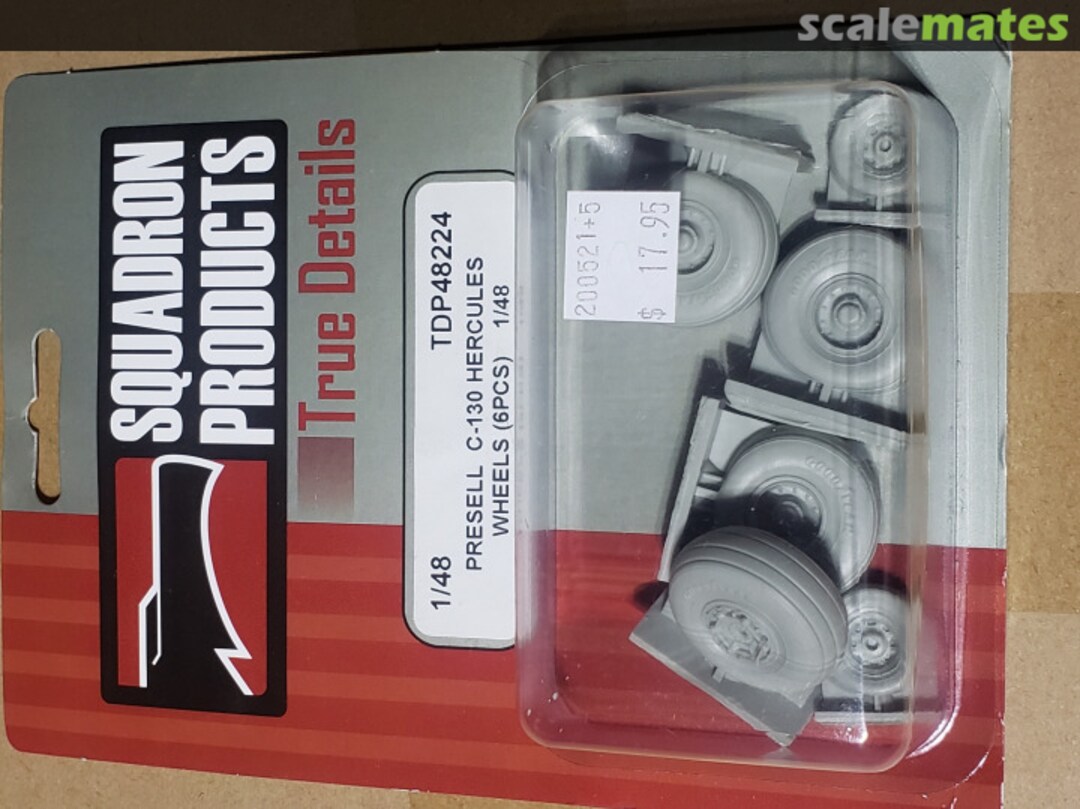 scalemates
SQUADRON
PRODUCTS
True Details
1/48 TDP48224
PRESELL C-130 HERCULES
WHEELS (6PCS) 1/48
200521+5
$ 17.95